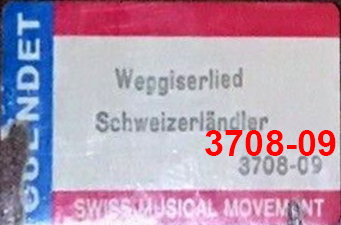 Weggiserlied
Schweizerländler
3708-09
3708-09
SWISS MUSICAL MOVEMENT